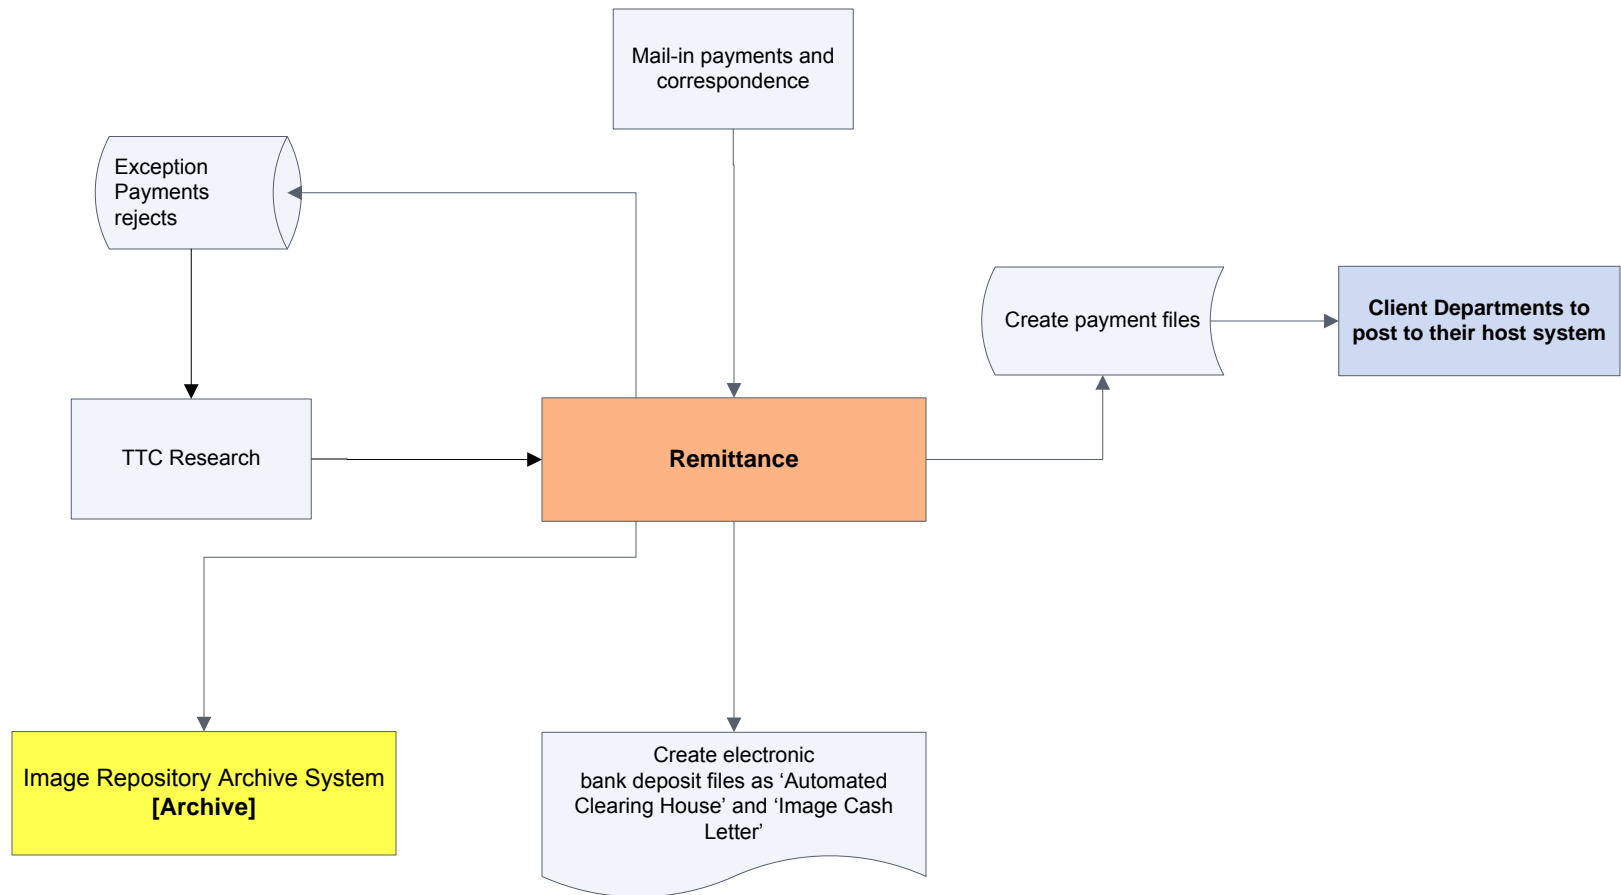 Mail-in payments and
correspondence
Exception
Payments
rejects
Create payment files
Client Departments to
post to their host system
TTC Research
Remittance
Image Repository Archive System
[Archive]
Create electronic
bank deposit files as ‘Automated
Clearing House’ and ‘Image Cash
Letter’